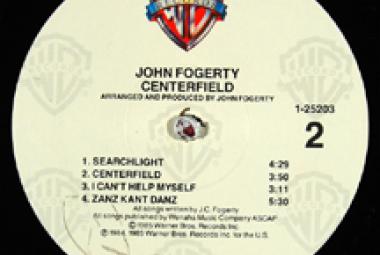 RECORDS
JOHN FOGERTY
CENTERFIELD
ARRANGED AND PRODUCED BY JOHN FOGERTY
1-25203
2
1. SEARCHLIGHT 4:29
2. CENTERFIELD 3:50
3. I CAN'T HELP MYSELF 3:11
4. ZANZ KANT DANZ 5:30
All songs written by J.C. Fogerty
All songs published by Wenaha Music Company ASCAP
©1985 Warner Bros. Records Inc.
℗1984, 1985 Warner Bros. Records Inc. for the U.S.